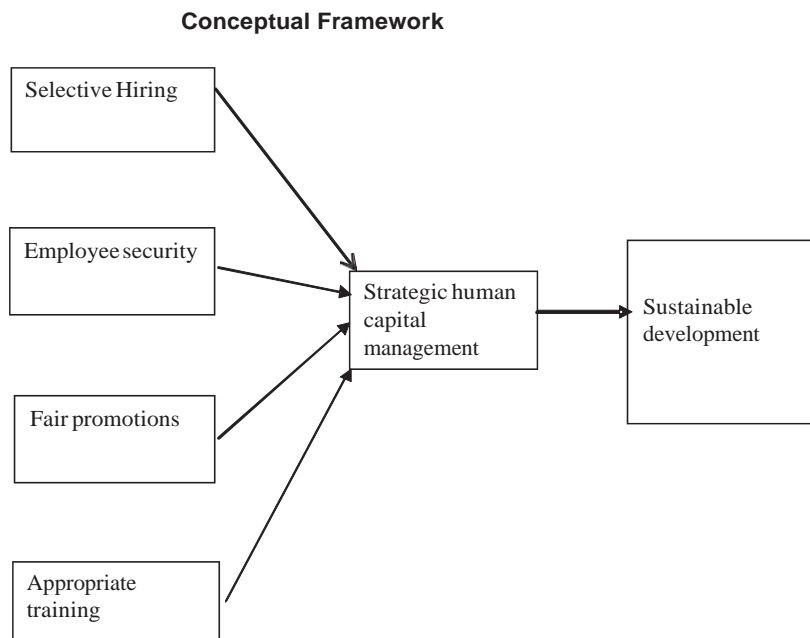 Conceptual Framework
Selective Hiring
Employee security
Strategic human
capital
management
Sustainable
development
Fair promotions
Appropriate
training